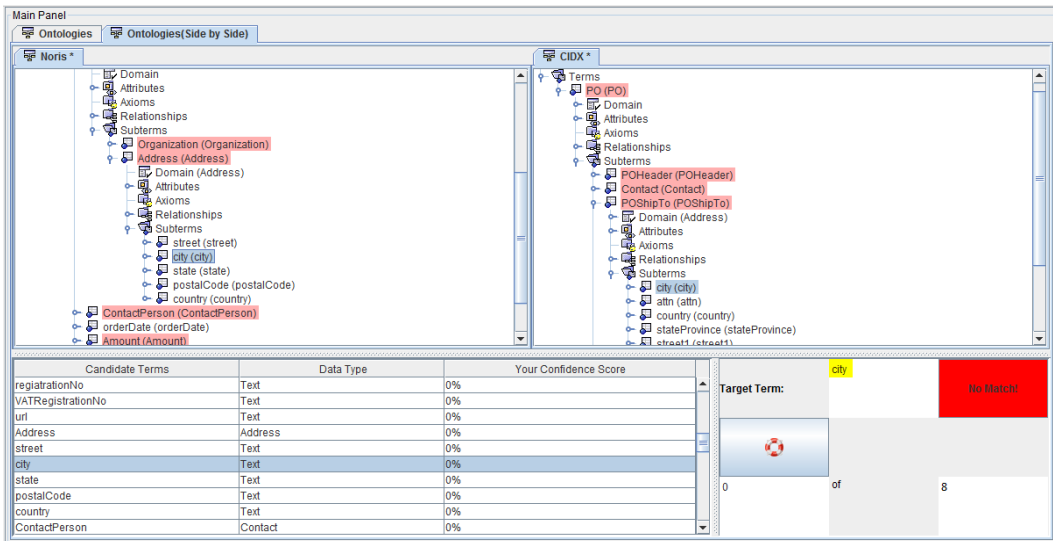 Main Panel
Ontologies
Ontologies(Side by Side)
Noris *
Domain
Attributes
Axioms
Relationships
Subterms
Organization (Organization)
Address (Address)
Domain (Address)
Attributes
Axioms
Relationships
Subterms
street (street)
city (city)
state (state)
postalCode (postalCode)
country (country)
ContactPerson (ContactPerson)
orderDate (orderDate)
Amount (Amount)
CIDX *
Terms
PO (PO)
Domain
Attributes
Axioms
Relationships
Subterms
POHeader (POHeader)
Contact (Contact)
POShipTo (POShipTo)
Domain (Address)
Attributes
Axioms
Relationships
Subterms
city (city)
attn (attn)
country (country)
stateProvince (stateProvince)
street1 (street1)
Candidate Terms Data Type Your Confidence Score
regiatrationNo Text 0%
VATRegistrationNo Text 0%
url Text 0%
Address Address 0%
street Text 0%
city Text 0%
state Text 0%
postalCode Text 0%
country Text 0%
ContactPerson Contact 0%
Target Term: city No Match!
0 of 8